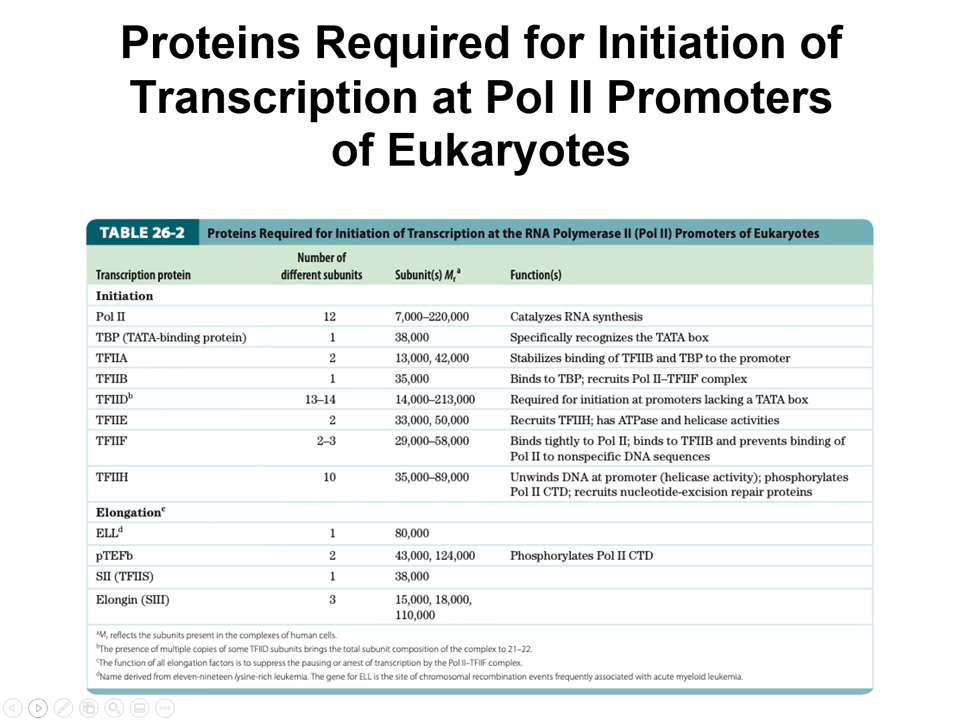 Proteins Required for Initiation of
Transcription at Pol II Promoters
of Eukaryotes
TABLE 26-2 Proteins Required for Initiation of Transcription at the RNA Polymerase II (Pol II) Promoters of Eukaryotes
Number of
Transcription protein different subunits Subunit(s) Mᵣᵃ Function(s)
Initiation
Pol II 12 7,000–220,000 Catalyzes RNA synthesis
TBP (TATA-binding protein) 1 38,000 Specifically recognizes the TATA box
TFIIA 2 13,000, 42,000 Stabilizes binding of TFIIB and TBP to the promoter
TFIIB 1 35,000 Binds to TBP; recruits Pol II–TFIIF complex
TFIIDᵇ 13–14 14,000–213,000 Required for initiation at promoters lacking a TATA box
TFIIE 2 33,000, 50,000 Recruits TFIIH; has ATPase and helicase activities
TFIIF 2–3 29,000–58,000 Binds tightly to Pol II; binds to TFIIB and prevents binding of
Pol II to nonspecific DNA sequences
TFIIH 10 35,000–89,000 Unwinds DNA at promoter (helicase activity); phosphorylates
Pol II CTD; recruits nucleotide-excision repair proteins
Elongationᶜ
ELLᵈ 1 80,000
pTEFb 2 43,000, 124,000 Phosphorylates Pol II CTD
SII (TFIIS) 1 38,000
Elongin (SIII) 3 15,000, 18,000,
110,000
ᵃMᵣ reflects the subunits present in the complexes of human cells.
ᵇThe presence of multiple copies of some TFIID subunits brings the total subunit composition of the complex to 21–22.
ᶜThe function of all elongation factors is to suppress the pausing or arrest of transcription by the Pol II–TFIIF complex.
ᵈName derived from eleven-nineteen lysine-rich leukemia. The gene for ELL is the site of chromosomal recombination events frequently associated with acute myeloid leukemia.